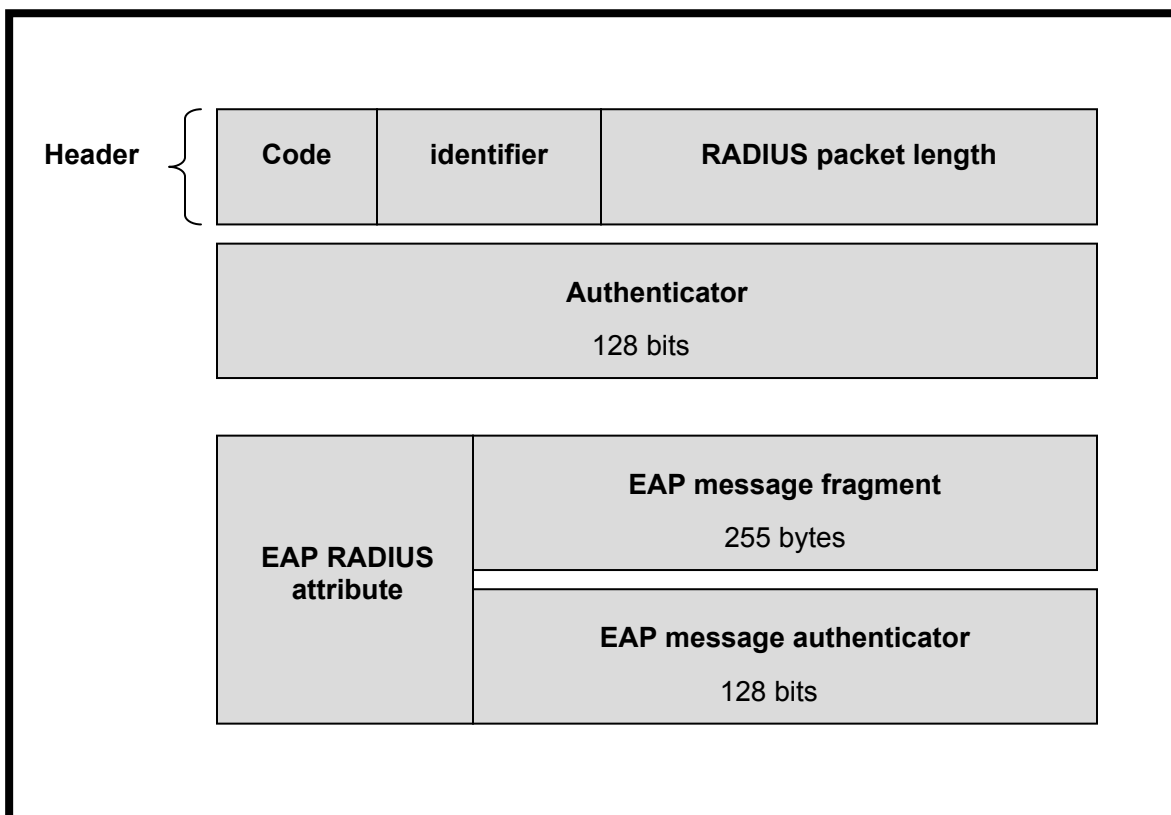 Header
Code
identifier
RADIUS packet length
Authenticator
128 bits
EAP RADIUS
attribute
EAP message fragment
255 bytes
EAP message authenticator
128 bits